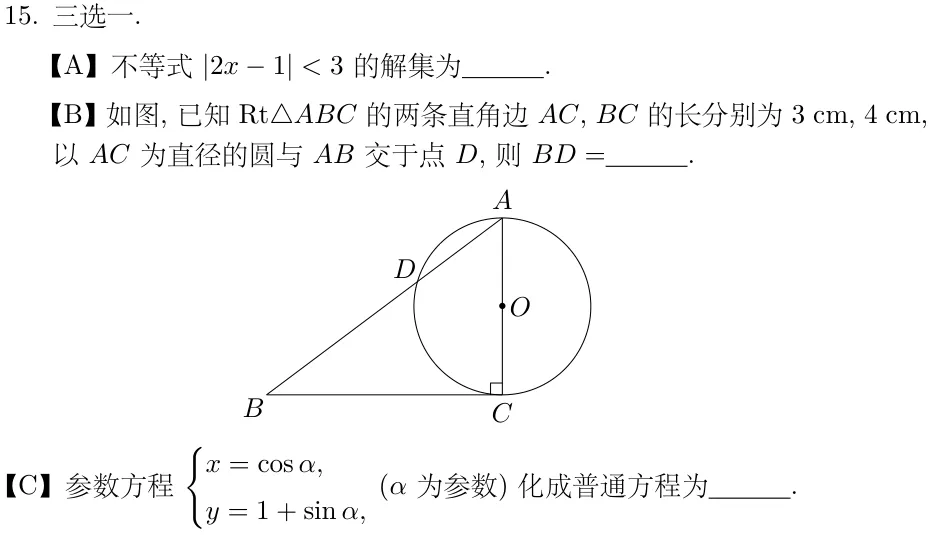 15. 三选一.
【A】不等式 |2x − 1| < 3 的解集为______.
【B】如图, 已知 Rt△ABC 的两条直角边 AC, BC 的长分别为 3 cm, 4 cm,
以 AC 为直径的圆与 AB 交于点 D, 则 BD =______.
A
D
O
B
C
【C】参数方程 { x = cos α, y = 1 + sin α, (α 为参数) 化成普通方程为______.